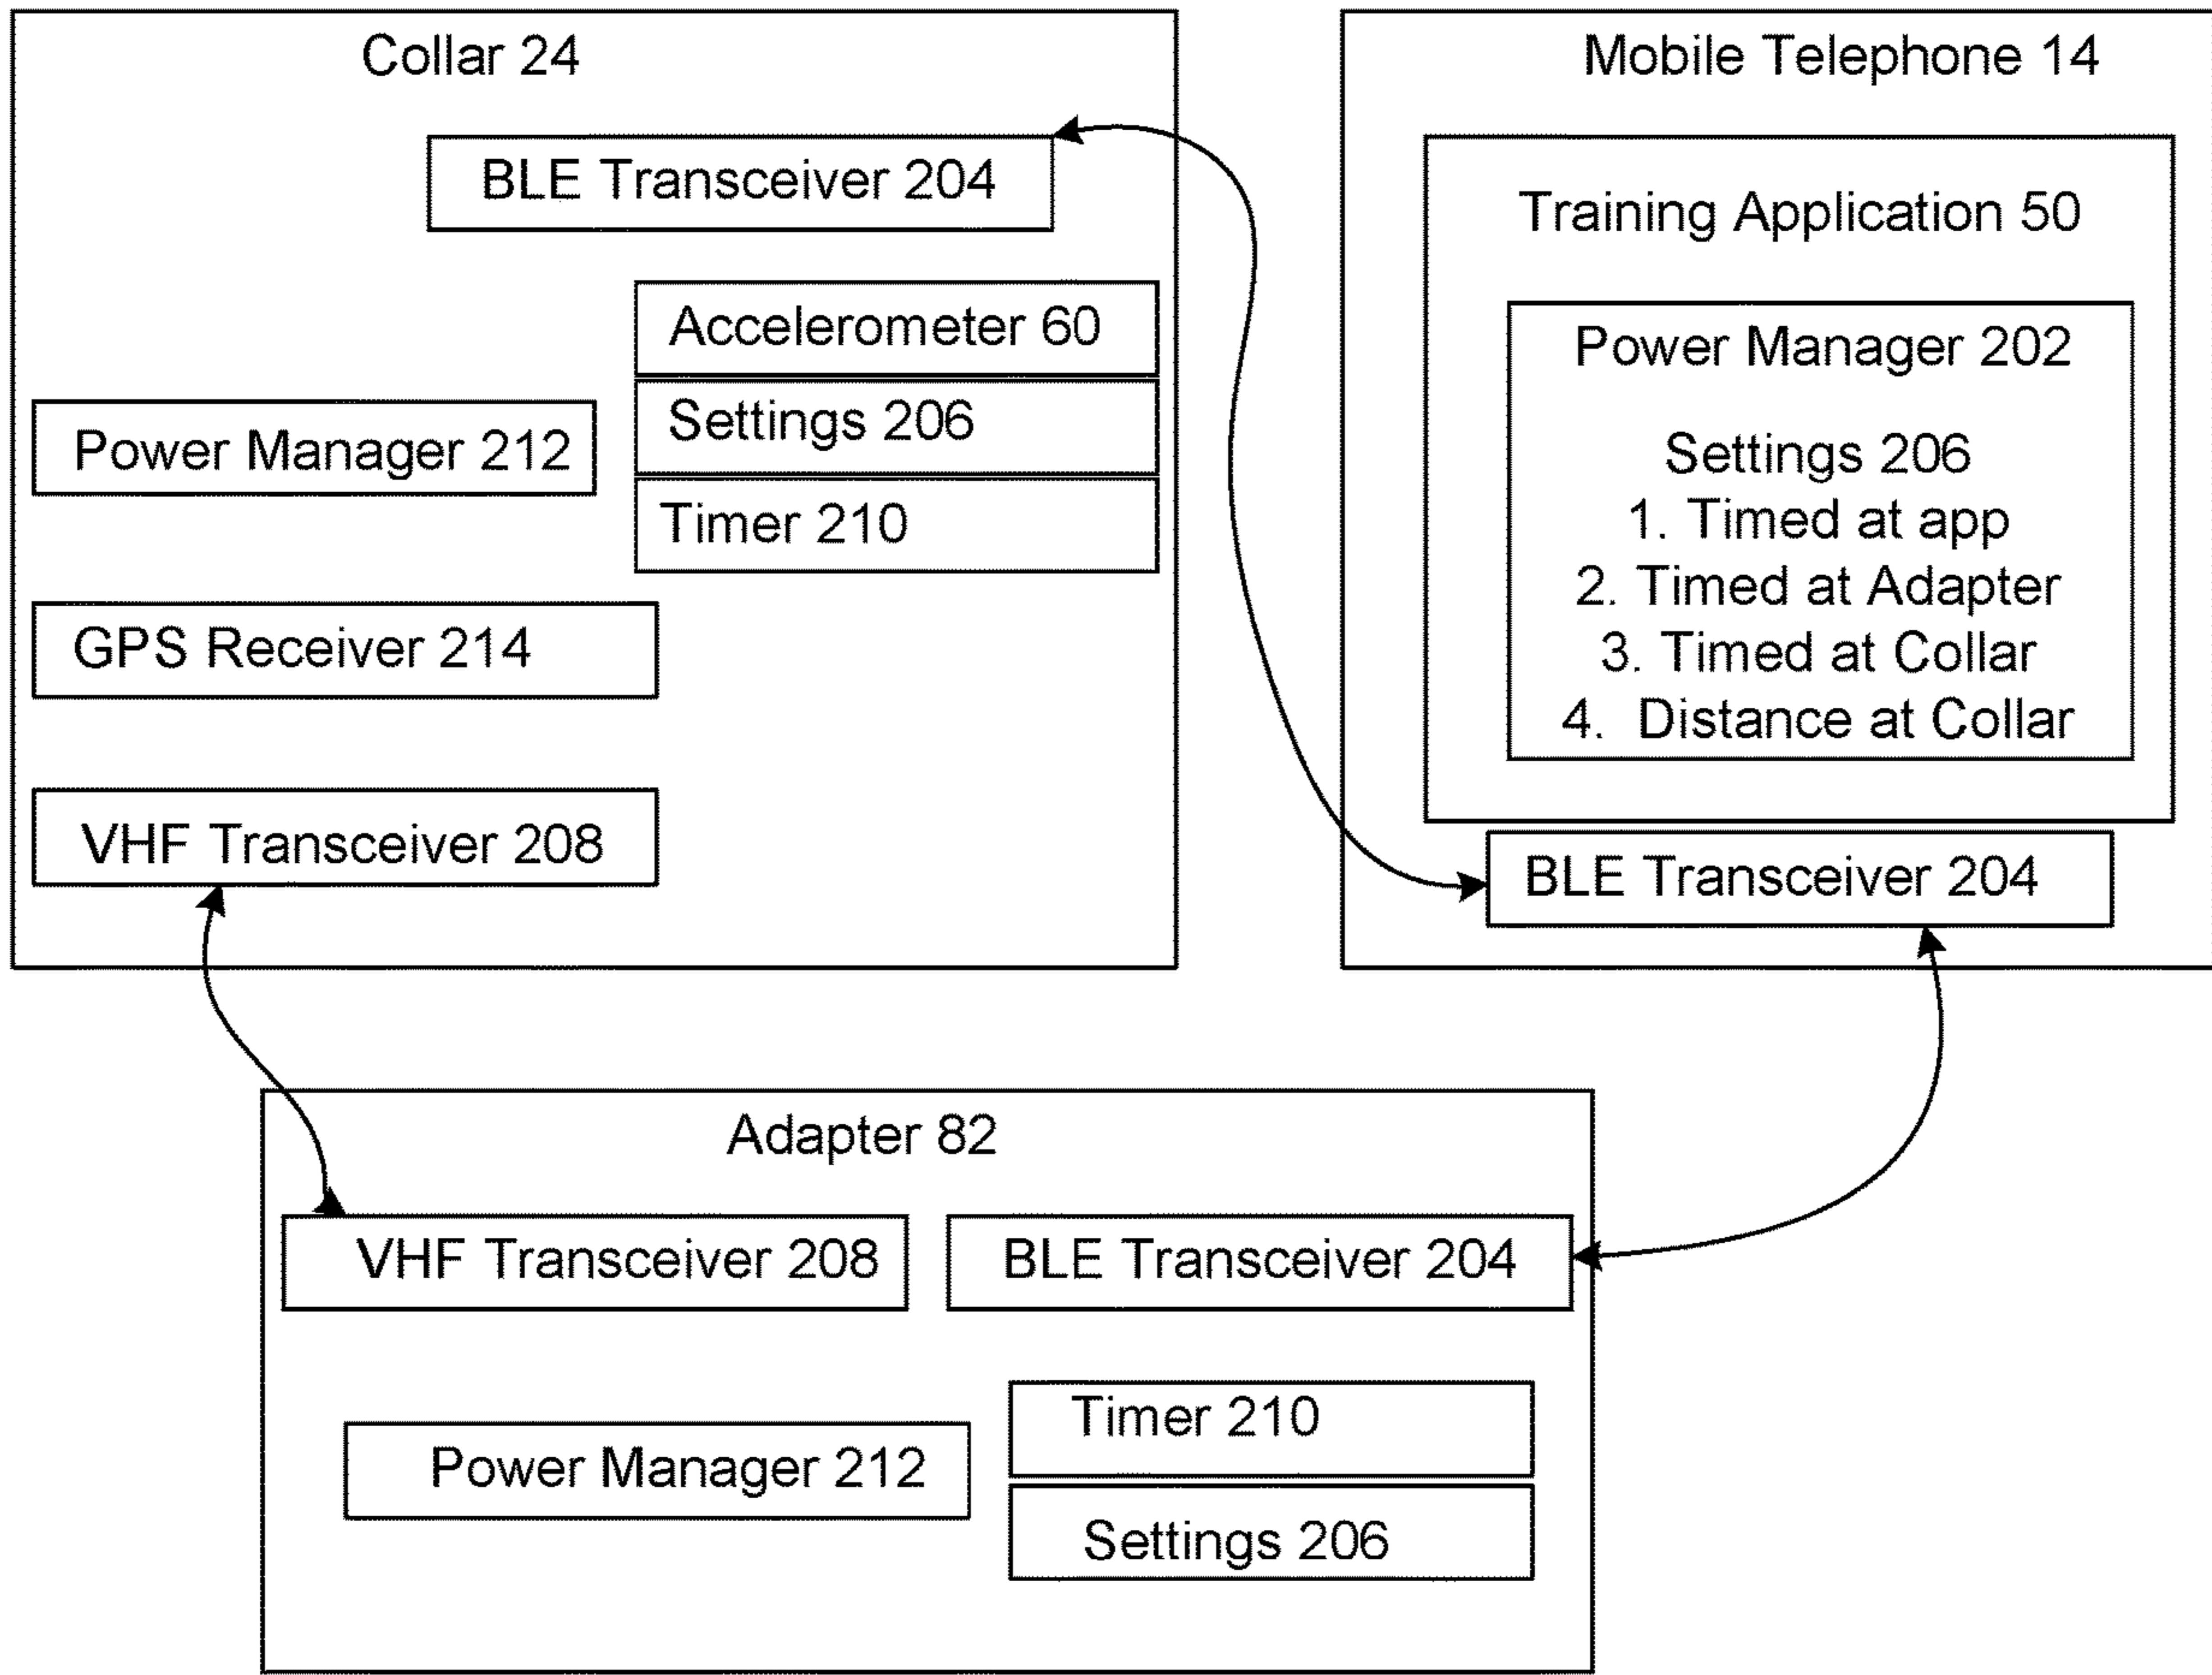 Collar 24
BLE Transceiver 204
Accelerometer 60
Settings 206
Timer 210
Power Manager 212
GPS Receiver 214
VHF Transceiver 208
Mobile Telephone 14
Training Application 50
Power Manager 202
Settings 206
1. Timed at app
2. Timed at Adapter
3. Timed at Collar
4. Distance at Collar
BLE Transceiver 204
Adapter 82
VHF Transceiver 208
BLE Transceiver 204
Power Manager 212
Timer 210
Settings 206